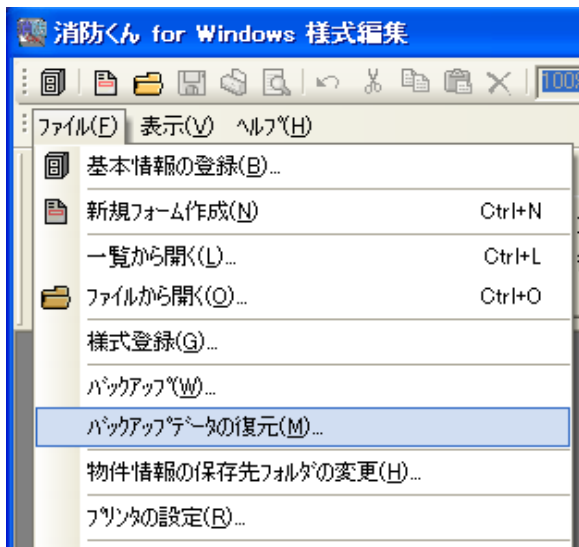 消防くん for Windows 様式編集
100%
ﾌｧｲﾙ(F) 表示(V) ﾍﾙﾌﾟ(H)
基本情報の登録(B)...
新規ﾌｫｰﾑ作成(N) Ctrl+N
一覧から開く(L)... Ctrl+L
ﾌｧｲﾙから開く(O)... Ctrl+O
様式登録(G)...
ﾊﾞｯｸｱｯﾌﾟ(W)...
ﾊﾞｯｸｱｯﾌﾟﾃﾞｰﾀの復元(M)...
物件情報の保存先ﾌｫﾙﾀﾞの変更(H)...
ﾌﾟﾘﾝﾀの設定(R)...